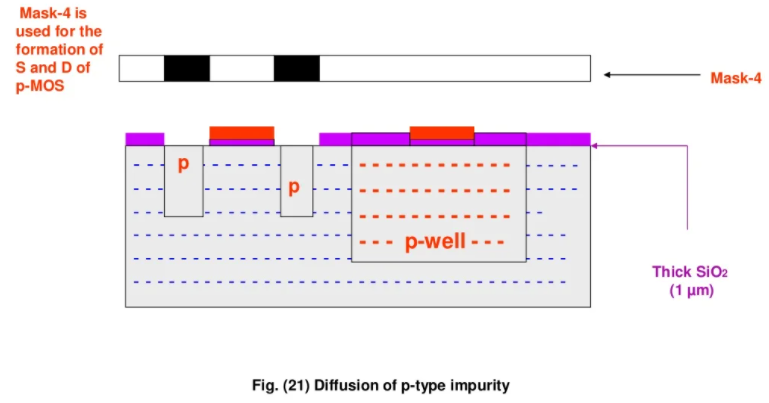 Mask-4 is
used for the
formation of
S and D of
p-MOS
Mask-4
p
p
p-well
Thick SiO₂
(1 µm)
Fig. (21) Diffusion of p-type impurity